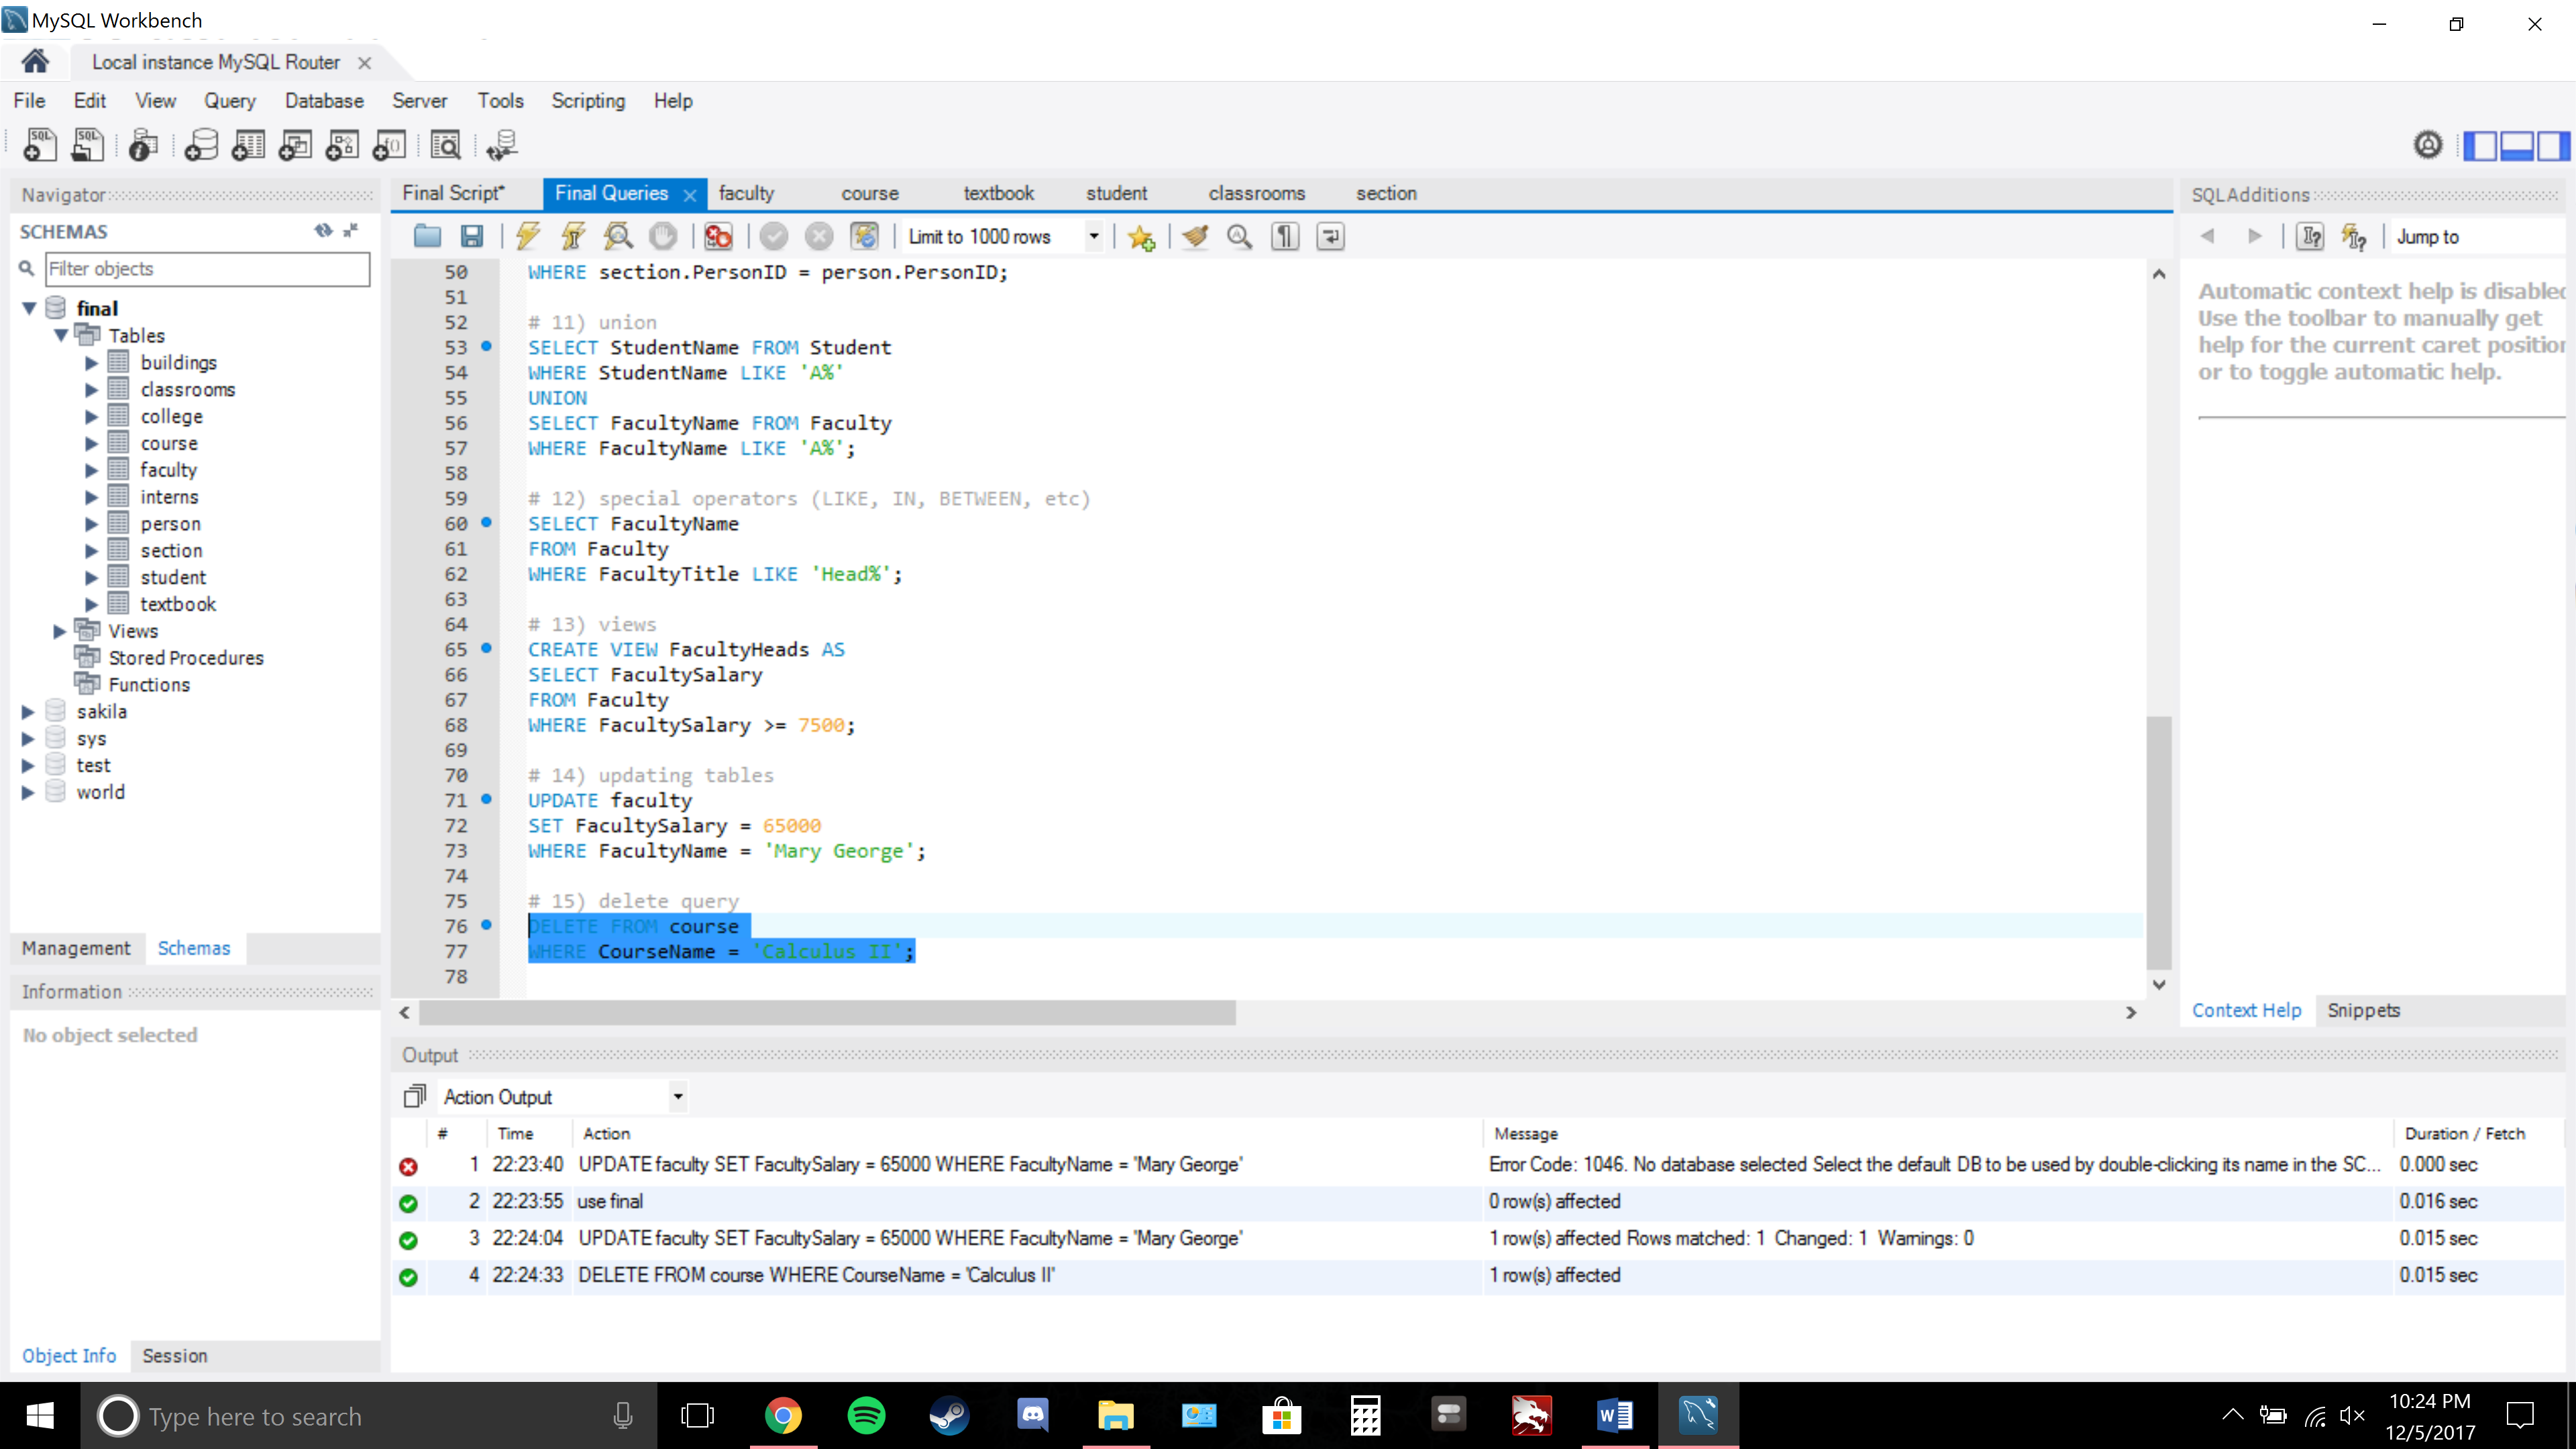 MySQL Workbench
Local instance MySQL Router
File Edit View Query Database Server Tools Scripting Help
Navigator
SCHEMAS
Filter objects
final
Tables
buildings
classrooms
college
course
faculty
interns
person
section
student
textbook
Views
Stored Procedures
Functions
sakila
sys
test
world
Management Schemas
Information
No object selected
Object Info Session
Final Script* Final Queries faculty course textbook student classrooms section
Limit to 1000 rows
50 WHERE section.PersonID = person.PersonID;
51
52 # 11) union
53 SELECT StudentName FROM Student
54 WHERE StudentName LIKE 'A%'
55 UNION
56 SELECT FacultyName FROM Faculty
57 WHERE FacultyName LIKE 'A%';
58
59 # 12) special operators (LIKE, IN, BETWEEN, etc)
60 SELECT FacultyName
61 FROM Faculty
62 WHERE FacultyTitle LIKE 'Head%';
63
64 # 13) views
65 CREATE VIEW FacultyHeads AS
66 SELECT FacultySalary
67 FROM Faculty
68 WHERE FacultySalary >= 7500;
69
70 # 14) updating tables
71 UPDATE faculty
72 SET FacultySalary = 65000
73 WHERE FacultyName = 'Mary George';
74
75 # 15) delete query
76 DELETE FROM course
77 WHERE CourseName = 'Calculus II';
78
SQLAdditions
Jump to
Automatic context help is disabled
Use the toolbar to manually get
help for the current caret position
or to toggle automatic help.
Context Help Snippets
Output
Action Output
# Time Action Message Duration / Fetch
1 22:23:40 UPDATE faculty SET FacultySalary = 65000 WHERE FacultyName = 'Mary George' Error Code: 1046. No database selected Select the default DB to be used by double-clicking its name in the SC... 0.000 sec
2 22:23:55 use final 0 row(s) affected 0.016 sec
3 22:24:04 UPDATE faculty SET FacultySalary = 65000 WHERE FacultyName = 'Mary George' 1 row(s) affected Rows matched: 1 Changed: 1 Warnings: 0 0.015 sec
4 22:24:33 DELETE FROM course WHERE CourseName = 'Calculus II' 1 row(s) affected 0.015 sec
Type here to search
10:24 PM
12/5/2017